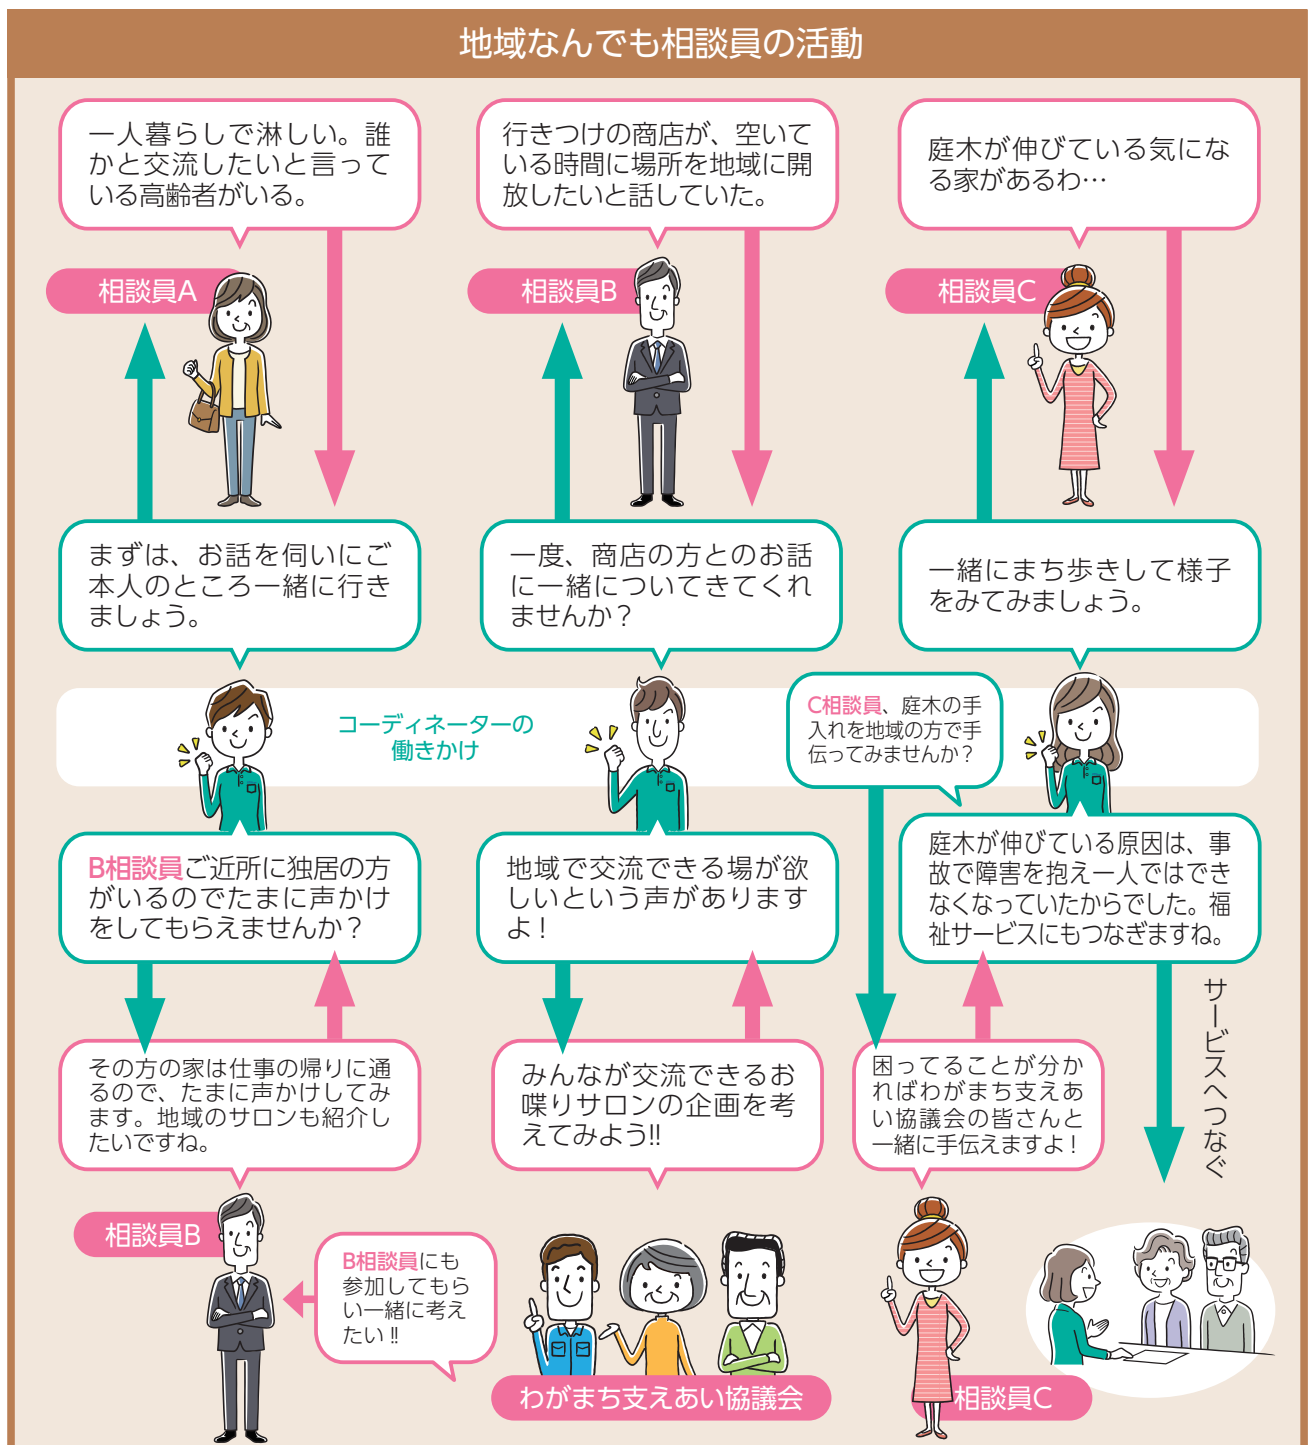 地域なんでも相談員の活動
一人暮らしで淋しい。誰
かと交流したいと言って
いる高齢者がいる。
行きつけの商店が、空いて
いる時間に場所を地域に開
放したいと話していた。
庭木が伸びている気にな
る家があるわ…
相談員A
相談員B
相談員C
まずは、お話を伺いにご
本人のところ一緒に行き
ましょう。
一度、商店の方とのお話
に一緒についてきてくれ
ませんか？
一緒にまち歩きして様子
をみてみましょう。
コーディネーターの
働きかけ
C相談員、庭木の手
入れを地域の方で手
伝ってみませんか？
B相談員ご近所に独居の方
がいるのでたまに声かけ
をしてもらえませんか？
地域で交流できる場が欲
しいという声があります
よ！
庭木が伸びている原因は、事
故で障害を抱え一人ではでき
なくなっていたからでした。福
祉サービスにもつなぎますね。
サービスへつなぐ
その方の家は仕事の帰りに通
るので、たまに声かけしてみ
ます。地域のサロンも紹介し
たいですね。
みんなが交流できるお
喋りサロンの企画を考
えてみよう!!
困ってることが分か
ればわがまち支えあ
い協議会の皆さんと
一緒に手伝えますよ！
相談員B
B相談員にも
参加してもら
い一緒に考え
たい!!
わがまち支えあい協議会
相談員C